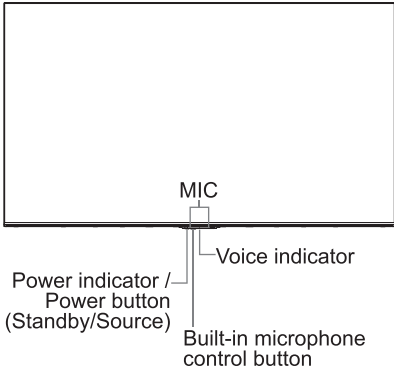 MIC
Voice indicator
Power indicator /
Power button
(Standby/Source)
Built-in microphone
control button